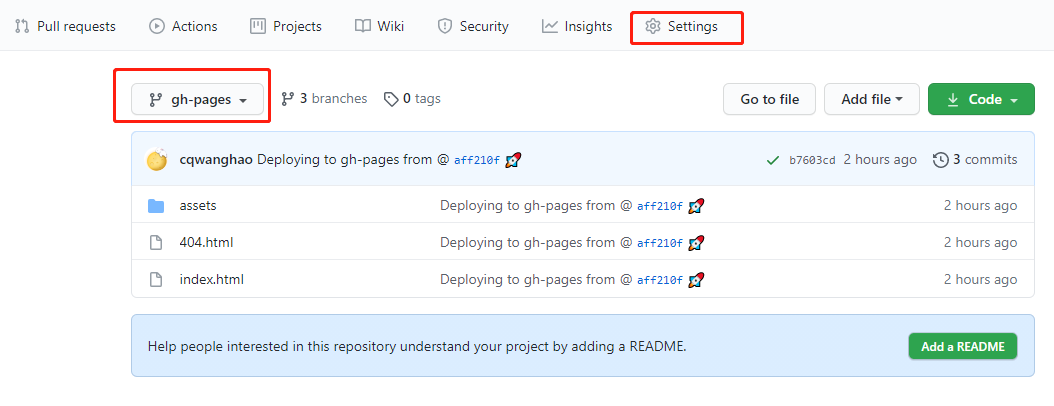 Pull requests Actions Projects Wiki Security Insights Settings
gh-pages 3 branches 0 tags Go to file Add file Code
cqwanghao Deploying to gh-pages from @ aff210f 🚀 b7603cd 2 hours ago 3 commits
assets Deploying to gh-pages from @ aff210f 🚀 2 hours ago
404.html Deploying to gh-pages from @ aff210f 🚀 2 hours ago
index.html Deploying to gh-pages from @ aff210f 🚀 2 hours ago
Help people interested in this repository understand your project by adding a README. Add a README